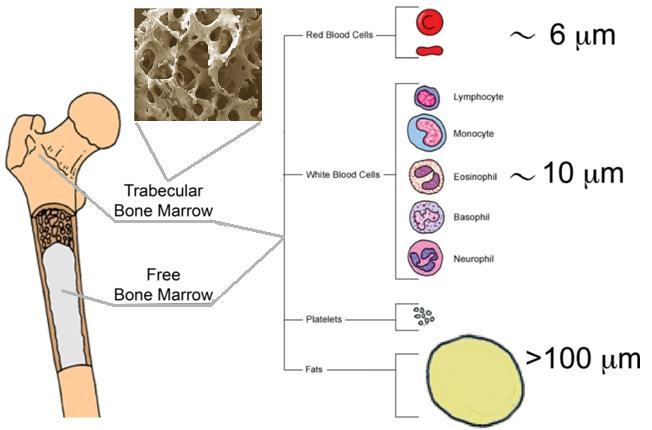 Red Blood Cells
~ 6 μm
Lymphocyte
Monocyte
White Blood Cells
Eosinophil
~ 10 μm
Basophil
Neurophil
Trabecular
Bone Marrow
Free
Bone Marrow
Platelets
Fats
>100 μm